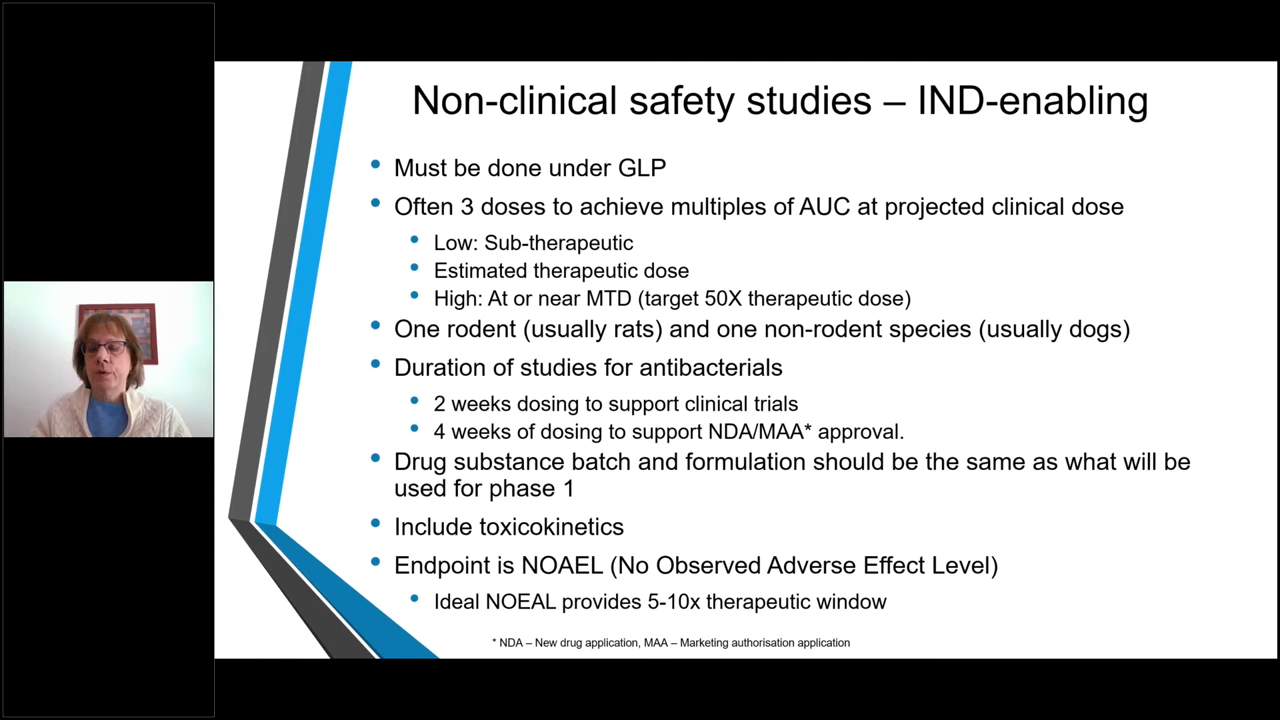 Non-clinical safety studies – IND-enabling
• Must be done under GLP
• Often 3 doses to achieve multiples of AUC at projected clinical dose
• Low: Sub-therapeutic
• Estimated therapeutic dose
• High: At or near MTD (target 50X therapeutic dose)
• One rodent (usually rats) and one non-rodent species (usually dogs)
• Duration of studies for antibacterials
• 2 weeks dosing to support clinical trials
• 4 weeks of dosing to support NDA/MAA* approval.
• Drug substance batch and formulation should be the same as what will be
used for phase 1
• Include toxicokinetics
• Endpoint is NOAEL (No Observed Adverse Effect Level)
• Ideal NOEAL provides 5-10x therapeutic window
* NDA – New drug application, MAA – Marketing authorisation application